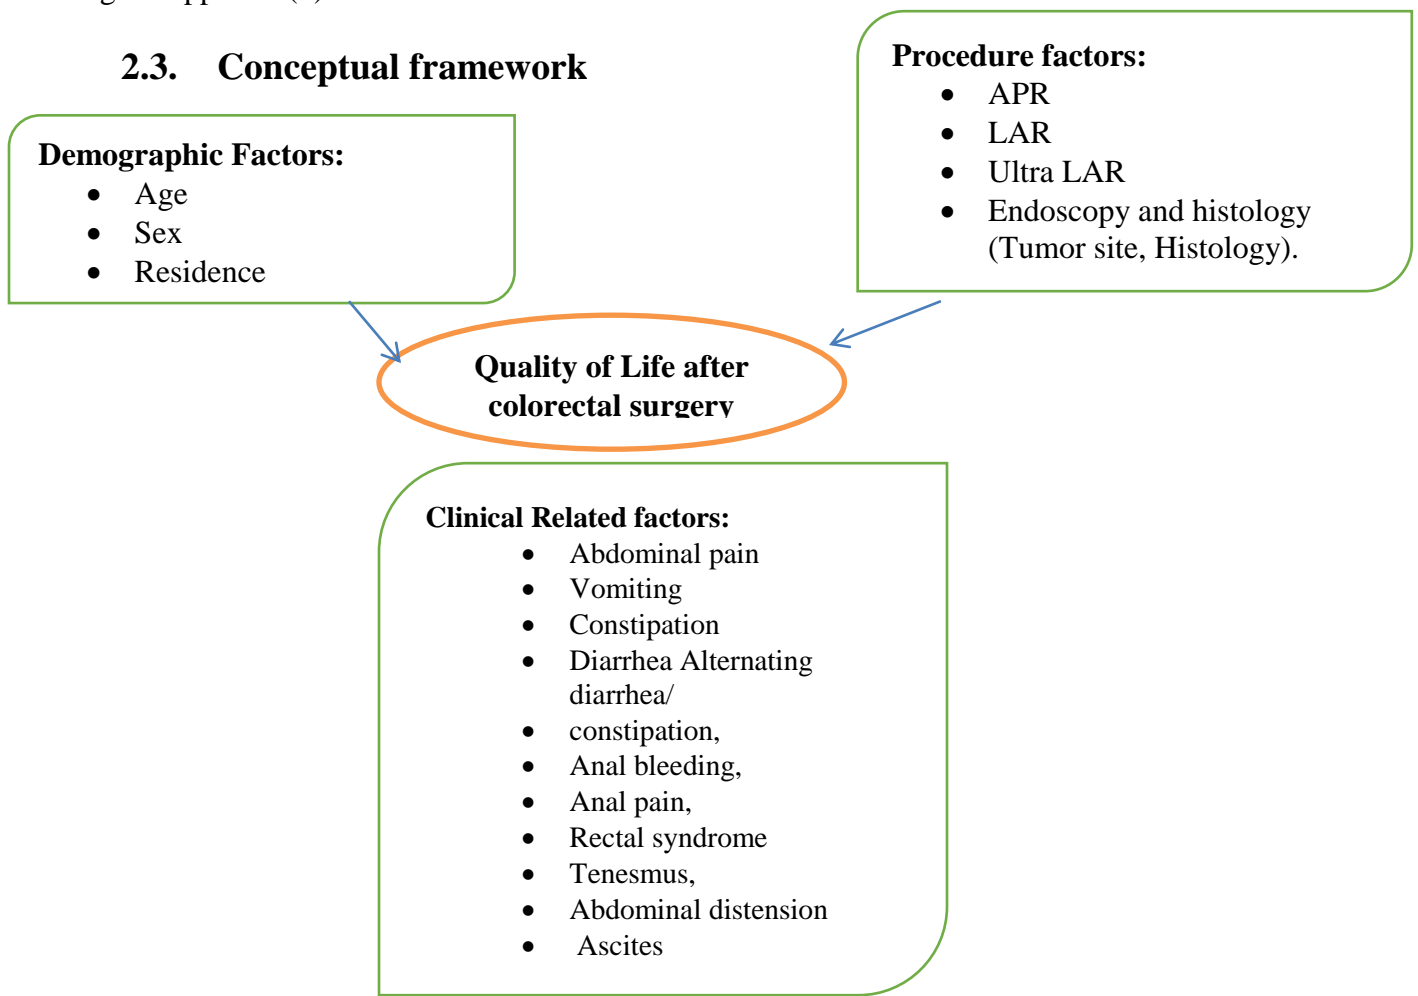 2.3. Conceptual framework
Demographic Factors:
• Age
• Sex
• Residence
Procedure factors:
• APR
• LAR
• Ultra LAR
• Endoscopy and histology
(Tumor site, Histology).
Quality of Life after
colorectal surgery
Clinical Related factors:
• Abdominal pain
• Vomiting
• Constipation
• Diarrhea Alternating
diarrhea/
• constipation,
• Anal bleeding,
• Anal pain,
• Rectal syndrome
• Tenesmus,
• Abdominal distension
• Ascites